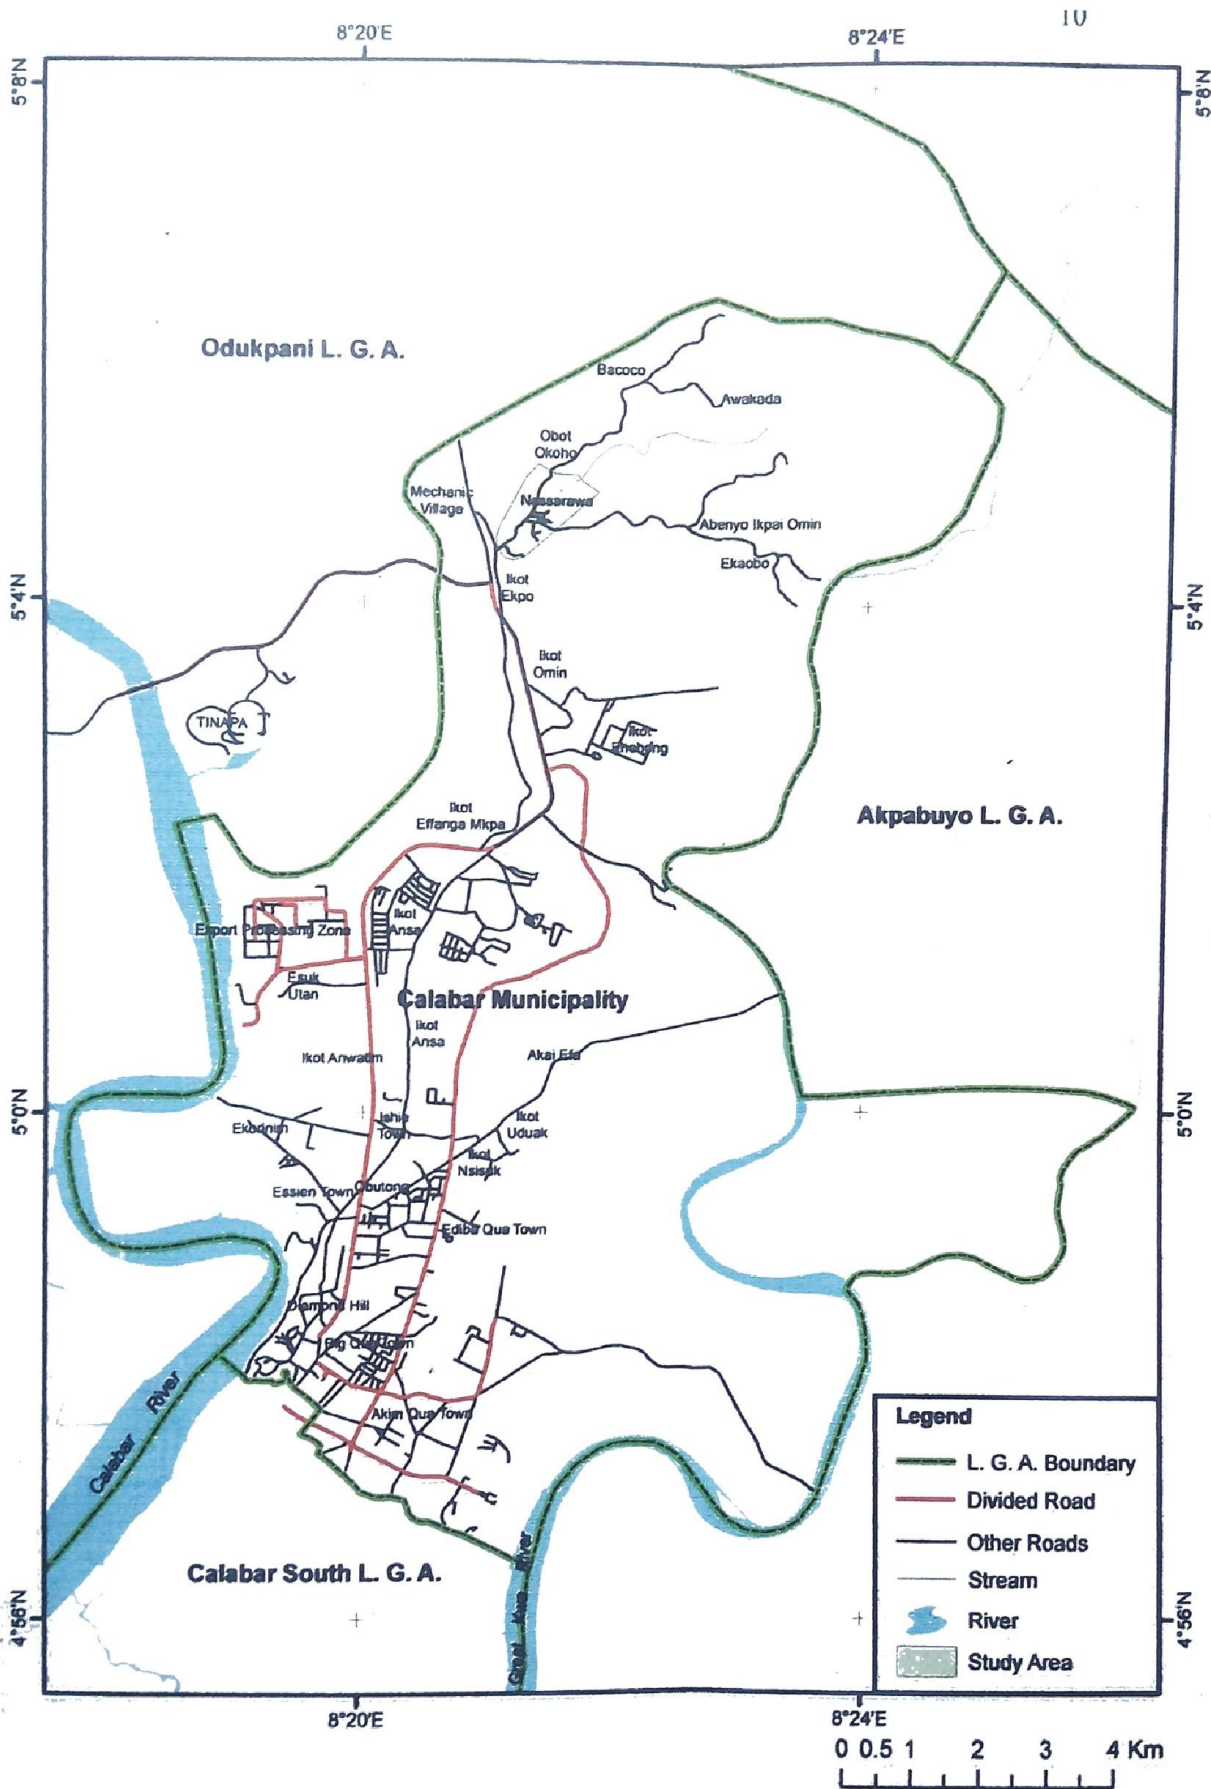 10
8°20'E
8°24'E
5°8'N
5°8'N
Odukpani L. G. A.
Bacoco
Awakada
Obot
Okoho
Mechanic
Village
Nassarawa
Abenyo Ikpai Omin
Ekaobo
Ikot
Ekpo
5°4'N
5°4'N
Ikot
Omin
TINAPA
Ikot
Ikot
Effanga Mkpa
Akpabuyo L. G. A.
Ikot
Ansa
Export Processing Zone
Esuk
Utan
Calabar Municipality
Ikot
Ansa
Ikot Anwatim
Akai Efa
5°0'N
5°0'N
Ishie
Town
Ikot
Uduak
Ekorinim
Ikot
Nsisuk
Essien Town
Obutong
Ediba Qua Town
Diamond Hill
Big Qua Town
Akim Qua Town
Calabar River
Calabar South L. G. A.
Great Kwa River
Legend
L. G. A. Boundary
Divided Road
Other Roads
Stream
River
Study Area
4°56'N
4°56'N
8°20'E
8°24'E
0 0.5 1 2 3 4 Km